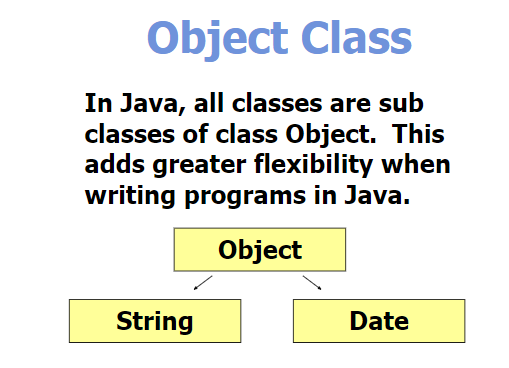 Object Class
In Java, all classes are sub
classes of class Object.  This
adds greater flexibility when
writing programs in Java.
Object
String
Date